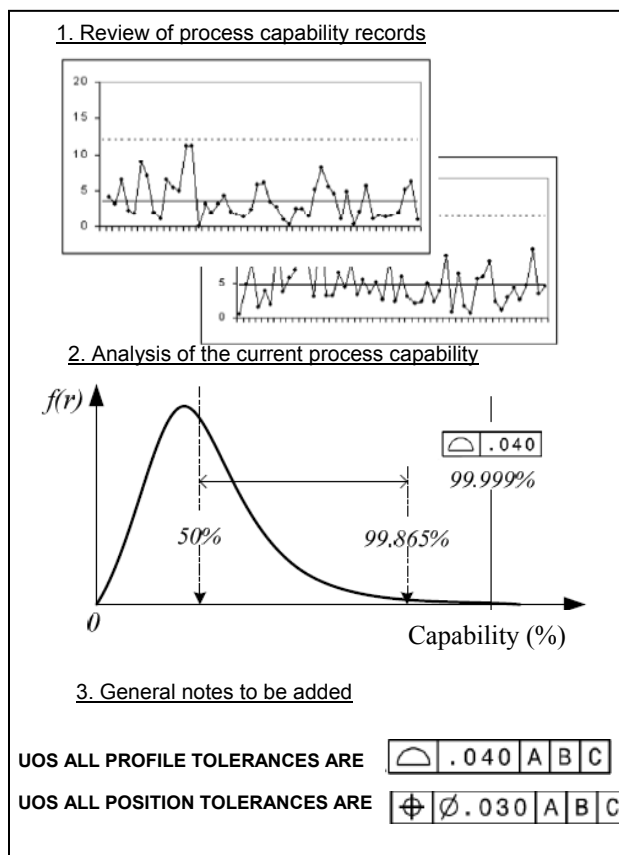 1. Review of process capability records
20
15
10
5
0
5
0
2. Analysis of the current process capability
f(r)
⌓ .040
99.999%
50%
99.865%
0
Capability (%)
3. General notes to be added
UOS ALL PROFILE TOLERANCES ARE ⌓ .040 A B C
UOS ALL POSITION TOLERANCES ARE ⌖ Ø.030 A B C